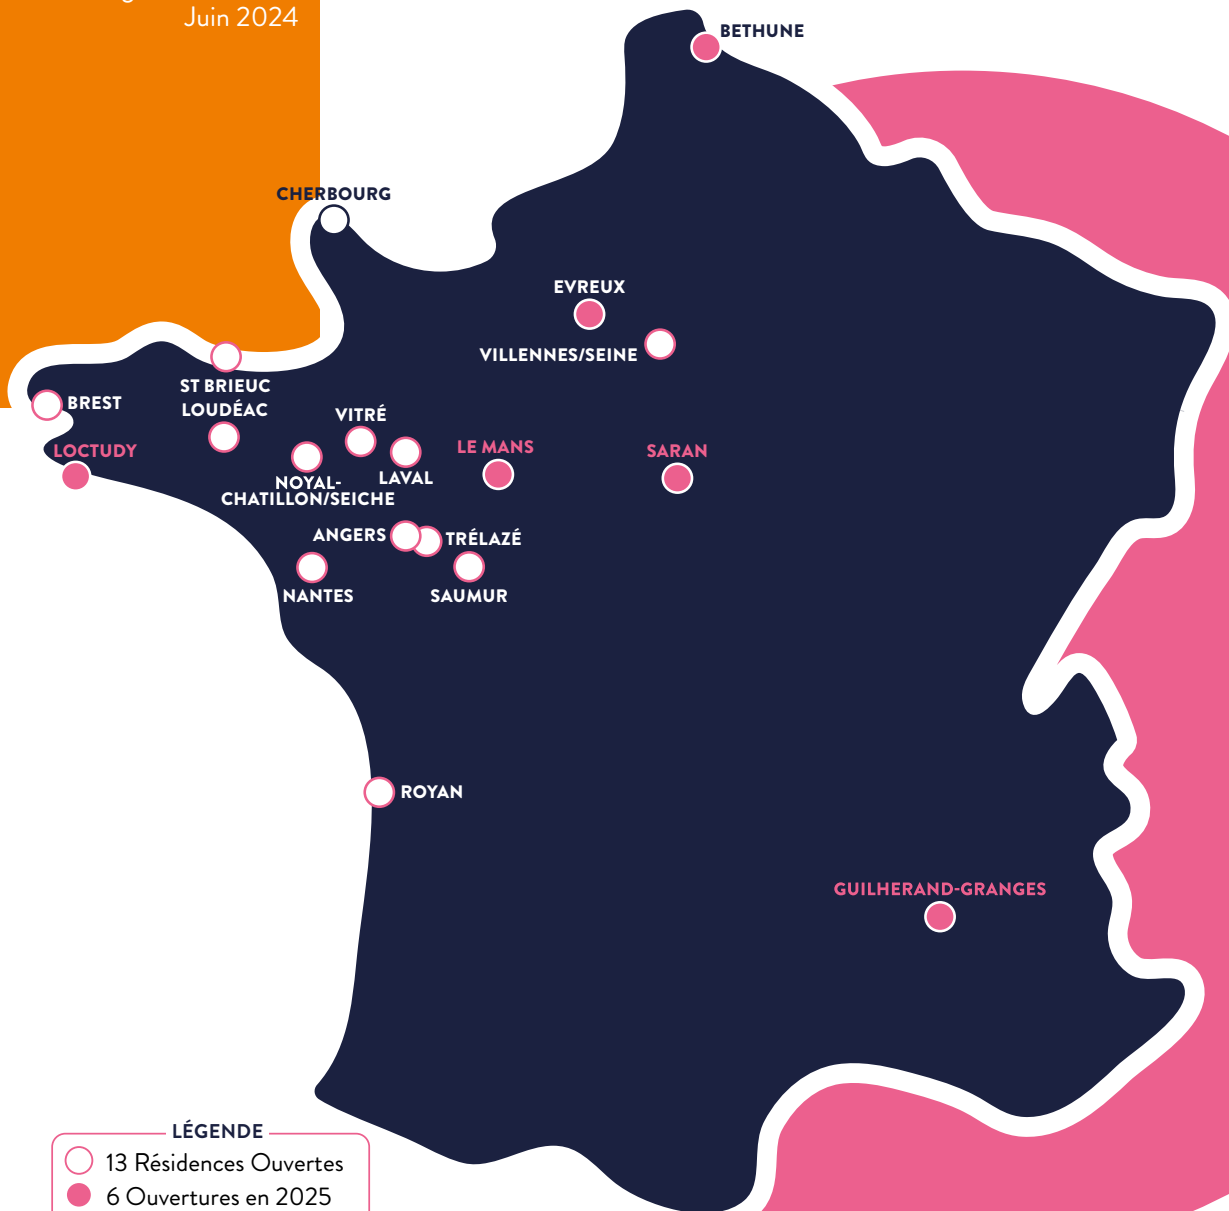 Juin 2024
BETHUNE
CHERBOURG
EVREUX
VILLENNES/SEINE
ST BRIEUC
BREST
LOUDÉAC
VITRÉ
LOCTUDY
LE MANS
SARAN
NOYAL-
CHATILLON/SEICHE
LAVAL
ANGERS
TRÉLAZÉ
NANTES
SAUMUR
ROYAN
GUILHERAND-GRANGES
LÉGENDE
13 Résidences Ouvertes
6 Ouvertures en 2025